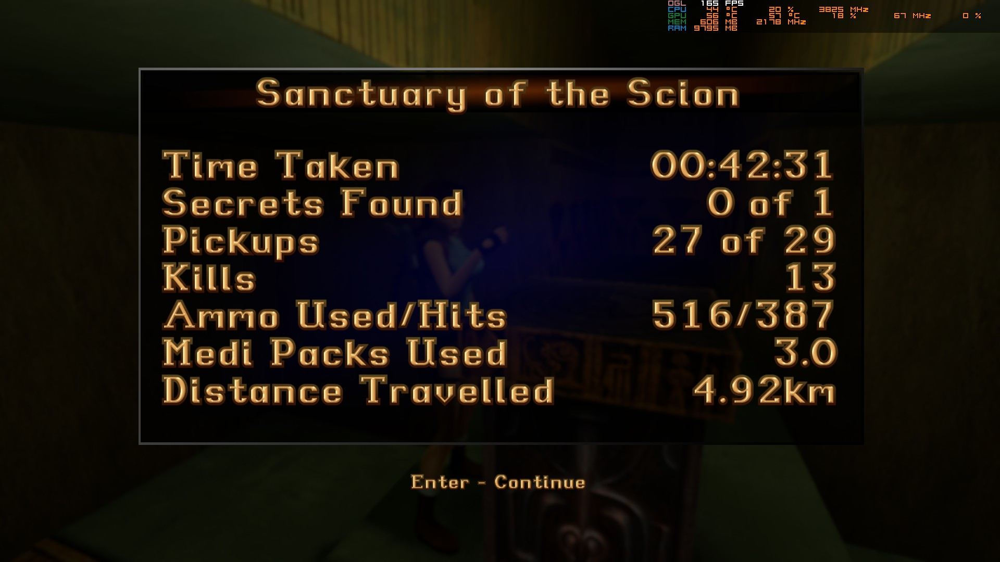 OGL 165 FPS
CPU 44 °C 20 % 3825 MHz
GPU 56 °C 57 °C 18 % 67 MHz 0 %
MEM 606 MB 2178 MHz
RAM 9795 MB
Sanctuary of the Scion
Time Taken 00:42:31
Secrets Found 0 of 1
Pickups 27 of 29
Kills 13
Ammo Used/Hits 516/387
Medi Packs Used 3.0
Distance Travelled 4.92km
Enter - Continue